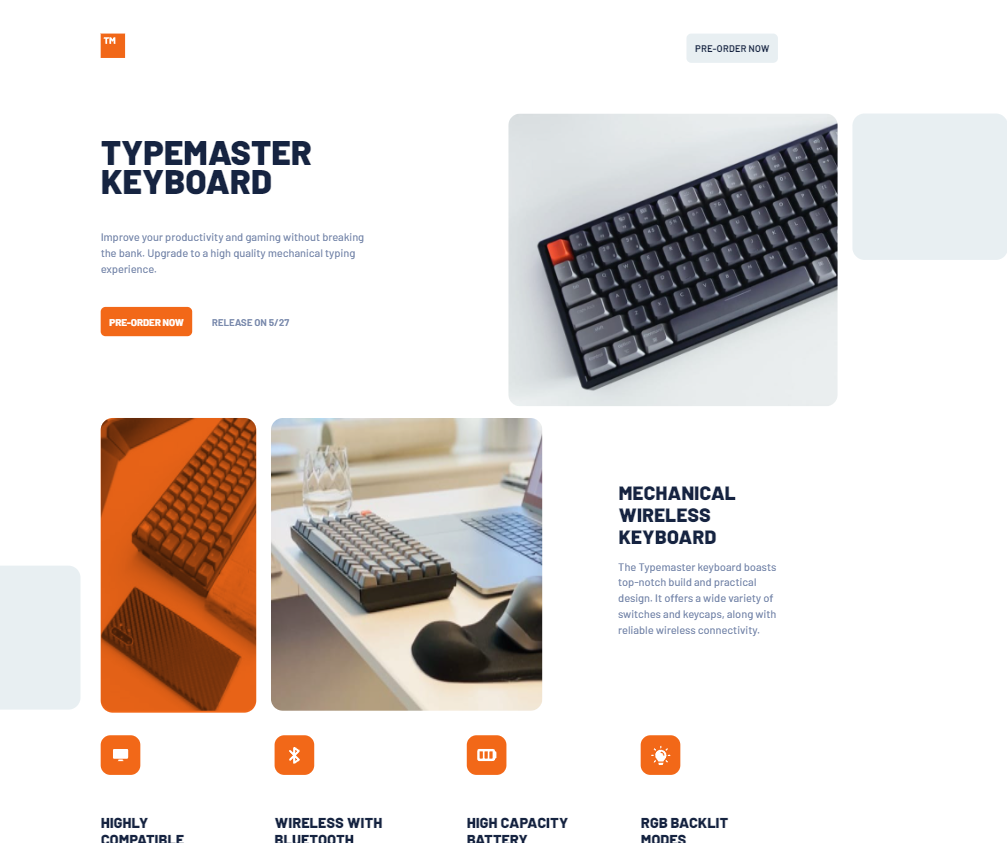 TM
PRE-ORDER NOW
TYPEMASTER
KEYBOARD
Improve your productivity and gaming without breaking
the bank. Upgrade to a high quality mechanical typing
experience.
PRE-ORDER NOW
RELEASE ON 5/27
MECHANICAL
WIRELESS
KEYBOARD
The Typemaster keyboard boasts
top-notch build and practical
design. It offers a wide variety of
switches and keycaps, along with
reliable wireless connectivity.
HIGHLY
COMPATIBLE
WIRELESS WITH
BLUETOOTH
HIGH CAPACITY
BATTERY
RGB BACKLIT
MODES